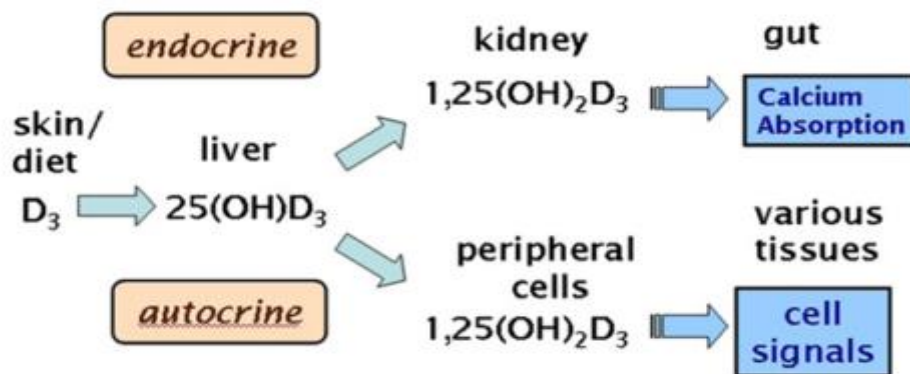 endocrine
kidney
gut
1,25(OH)₂D₃
Calcium
Absorption
skin/
diet
liver
D₃
25(OH)D₃
various
tissues
peripheral
cells
autocrine
1,25(OH)₂D₃
cell
signals